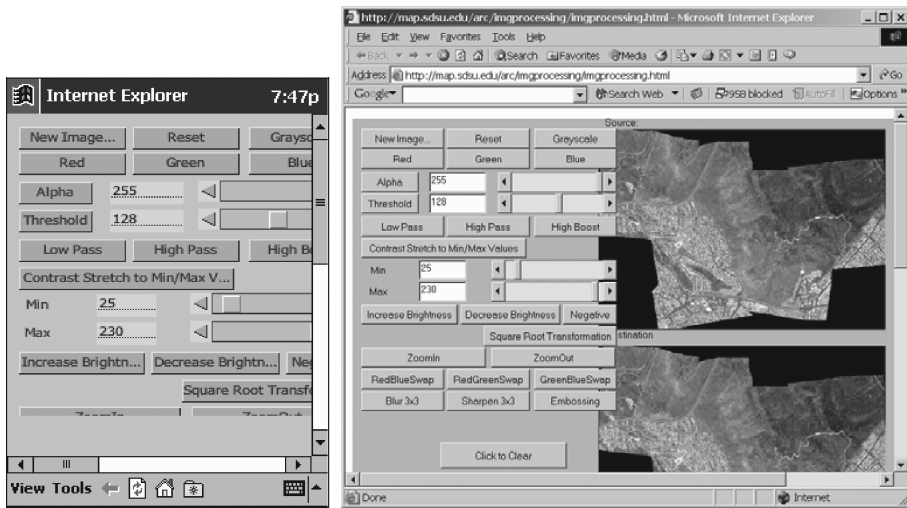 Internet Explorer 7:47p
New Image... Reset Graysc
Red Green Blue
Alpha 255
Threshold 128
Low Pass High Pass High Bo
Contrast Stretch to Min/Max V...
Min 25
Max 230
Increase Brightn... Decrease Brightn... Neg
Square Root Transfo
ZoomIn ZoomOut
View Tools
http://map.sdsu.edu/arc/imgprocessing/imgprocessing.html - Microsoft Internet Explorer
File Edit View Favorites Tools Help
Back Search Favorites Media
Address http://map.sdsu.edu/arc/imgprocessing/imgprocessing.html Go
Google Search Web 958 blocked AutoFill Options
Source:
New Image... Reset Grayscale
Red Green Blue
Alpha 255
Threshold 128
Low Pass High Pass High Boost
Contrast Stretch to Min/Max Values
Min 25
Max 230
Increase Brightness Decrease Brightness Negative
Square Root Transformation stination
ZoomIn ZoomOut
RedBlueSwap RedGreenSwap GreenBlueSwap
Blur 3x3 Sharpen 3x3 Embossing
Click to Clear
Done Internet